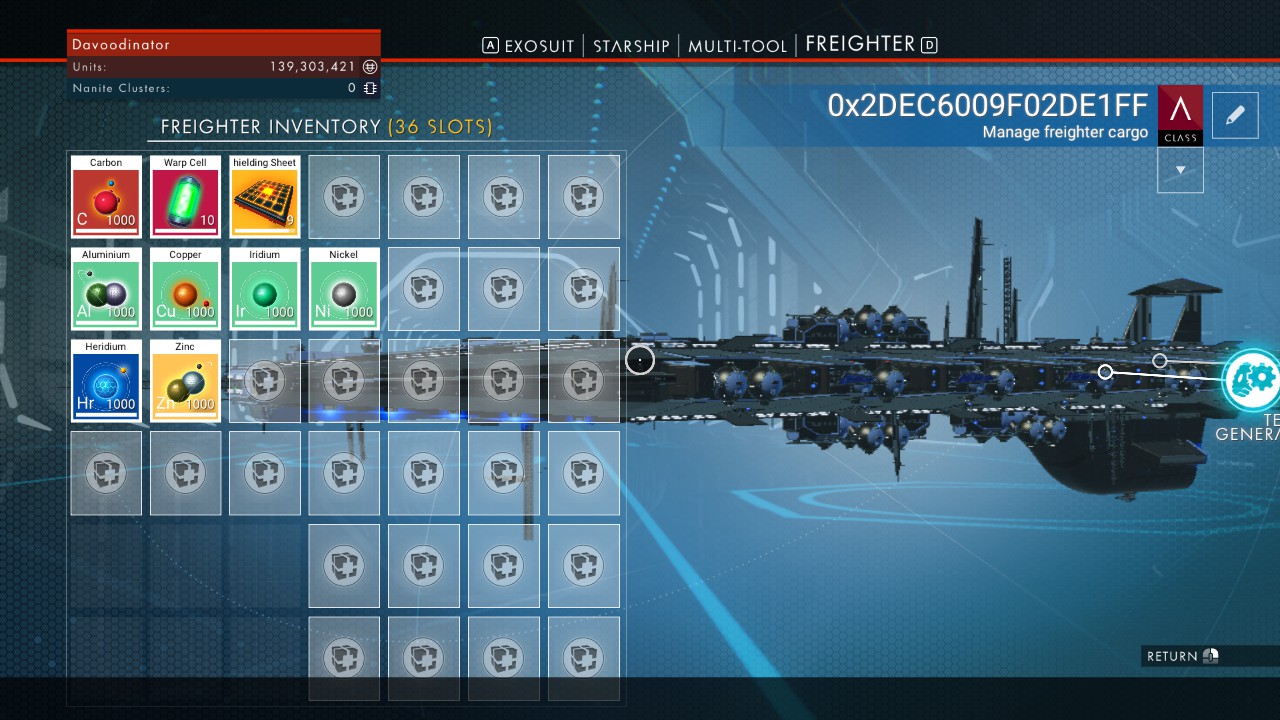 Davoodinator
Units: 139,303,421
Nanite Clusters: 0
A EXOSUIT STARSHIP MULTI-TOOL FREIGHTER D
0x2DEC6009F02DE1FF
Manage freighter cargo
CLASS
FREIGHTER INVENTORY (36 SLOTS)
Carbon Warp Cell hielding Sheet
C 1000 10 9
Aluminium Copper Iridium Nickel
Al 1000 Cu 1000 Ir 1000 Ni 1000
Heridium Zinc
Hr 1000 Zn 1000
TE
GENERA
RETURN